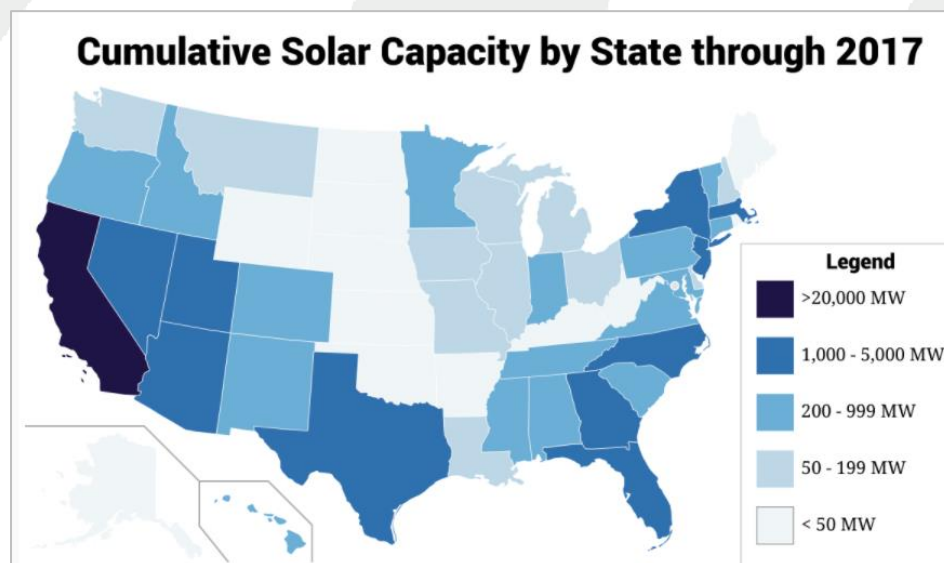 Cumulative Solar Capacity by State through 2017
Legend
>20,000 MW
1,000 - 5,000 MW
200 - 999 MW
50 - 199 MW
< 50 MW